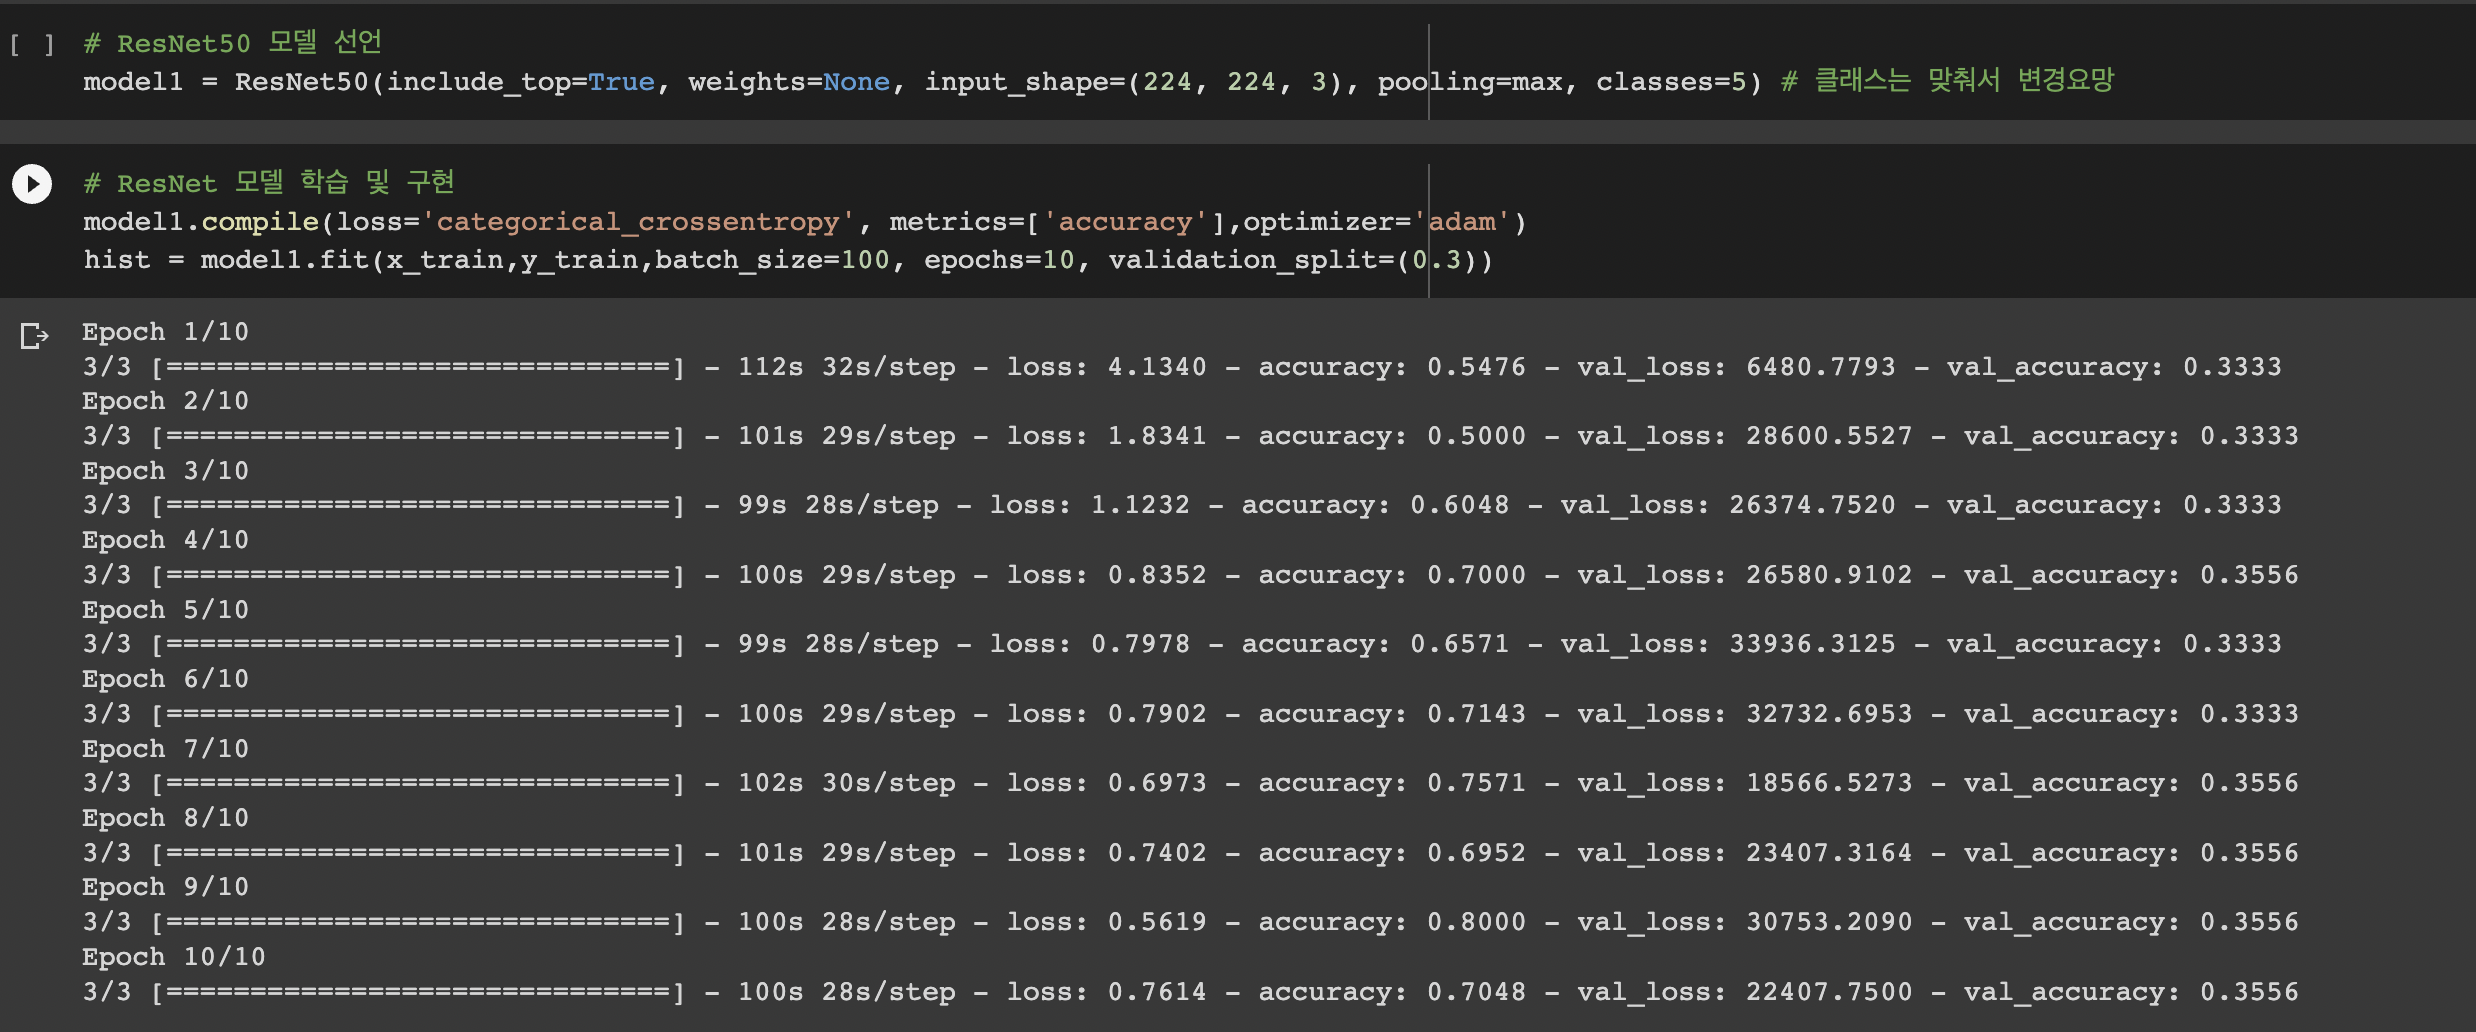 [ ] # ResNet50 모델 선언
model1 = ResNet50(include_top=True, weights=None, input_shape=(224, 224, 3), pooling=max, classes=5) # 클래스는 맞춰서 변경요망
# ResNet 모델 학습 및 구현
model1.compile(loss='categorical_crossentropy', metrics=['accuracy'],optimizer='adam')
hist = model1.fit(x_train,y_train,batch_size=100, epochs=10, validation_split=(0.3))
Epoch 1/10
3/3 [==============================] - 112s 32s/step - loss: 4.1340 - accuracy: 0.5476 - val_loss: 6480.7793 - val_accuracy: 0.3333
Epoch 2/10
3/3 [==============================] - 101s 29s/step - loss: 1.8341 - accuracy: 0.5000 - val_loss: 28600.5527 - val_accuracy: 0.3333
Epoch 3/10
3/3 [==============================] - 99s 28s/step - loss: 1.1232 - accuracy: 0.6048 - val_loss: 26374.7520 - val_accuracy: 0.3333
Epoch 4/10
3/3 [==============================] - 100s 29s/step - loss: 0.8352 - accuracy: 0.7000 - val_loss: 26580.9102 - val_accuracy: 0.3556
Epoch 5/10
3/3 [==============================] - 99s 28s/step - loss: 0.7978 - accuracy: 0.6571 - val_loss: 33936.3125 - val_accuracy: 0.3333
Epoch 6/10
3/3 [==============================] - 100s 29s/step - loss: 0.7902 - accuracy: 0.7143 - val_loss: 32732.6953 - val_accuracy: 0.3333
Epoch 7/10
3/3 [==============================] - 102s 30s/step - loss: 0.6973 - accuracy: 0.7571 - val_loss: 18566.5273 - val_accuracy: 0.3556
Epoch 8/10
3/3 [==============================] - 101s 29s/step - loss: 0.7402 - accuracy: 0.6952 - val_loss: 23407.3164 - val_accuracy: 0.3556
Epoch 9/10
3/3 [==============================] - 100s 28s/step - loss: 0.5619 - accuracy: 0.8000 - val_loss: 30753.2090 - val_accuracy: 0.3556
Epoch 10/10
3/3 [==============================] - 100s 28s/step - loss: 0.7614 - accuracy: 0.7048 - val_loss: 22407.7500 - val_accuracy: 0.3556